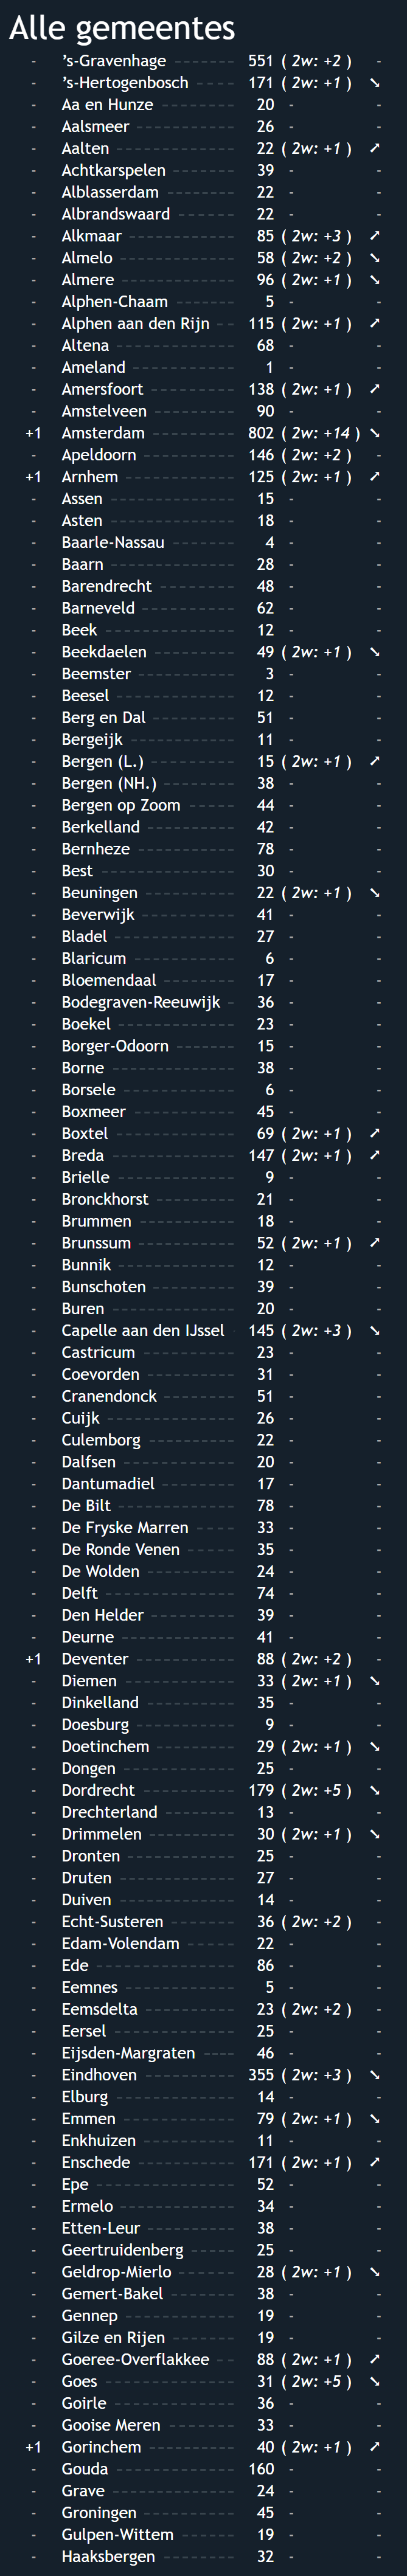 Alle gemeentes
- ’s-Gravenhage 551 ( 2w: +2 ) -
- ’s-Hertogenbosch 171 ( 2w: +1 ) ➘
- Aa en Hunze 20 - -
- Aalsmeer 26 - -
- Aalten 22 ( 2w: +1 ) ➚
- Achtkarspelen 39 - -
- Alblasserdam 22 - -
- Albrandswaard 22 - -
- Alkmaar 85 ( 2w: +3 ) ➚
- Almelo 58 ( 2w: +2 ) ➘
- Almere 96 ( 2w: +1 ) ➘
- Alphen-Chaam 5 - -
- Alphen aan den Rijn 115 ( 2w: +1 ) ➚
- Altena 68 - -
- Ameland 1 - -
- Amersfoort 138 ( 2w: +1 ) ➚
- Amstelveen 90 - -
+1 Amsterdam 802 ( 2w: +14 ) ➘
- Apeldoorn 146 ( 2w: +2 ) -
+1 Arnhem 125 ( 2w: +1 ) ➚
- Assen 15 - -
- Asten 18 - -
- Baarle-Nassau 4 - -
- Baarn 28 - -
- Barendrecht 48 - -
- Barneveld 62 - -
- Beek 12 - -
- Beekdaelen 49 ( 2w: +1 ) ➘
- Beemster 3 - -
- Beesel 12 - -
- Berg en Dal 51 - -
- Bergeijk 11 - -
- Bergen (L.) 15 ( 2w: +1 ) ➚
- Bergen (NH.) 38 - -
- Bergen op Zoom 44 - -
- Berkelland 42 - -
- Bernheze 78 - -
- Best 30 - -
- Beuningen 22 ( 2w: +1 ) ➘
- Beverwijk 41 - -
- Bladel 27 - -
- Blaricum 6 - -
- Bloemendaal 17 - -
- Bodegraven-Reeuwijk 36 - -
- Boekel 23 - -
- Borger-Odoorn 15 - -
- Borne 38 - -
- Borsele 6 - -
- Boxmeer 45 - -
- Boxtel 69 ( 2w: +1 ) ➚
- Breda 147 ( 2w: +1 ) ➚
- Brielle 9 - -
- Bronckhorst 21 - -
- Brummen 18 - -
- Brunssum 52 ( 2w: +1 ) ➚
- Bunnik 12 - -
- Bunschoten 39 - -
- Buren 20 - -
- Capelle aan den IJssel 145 ( 2w: +3 ) ➘
- Castricum 23 - -
- Coevorden 31 - -
- Cranendonck 51 - -
- Cuijk 26 - -
- Culemborg 22 - -
- Dalfsen 20 - -
- Dantumadiel 17 - -
- De Bilt 78 - -
- De Fryske Marren 33 - -
- De Ronde Venen 35 - -
- De Wolden 24 - -
- Delft 74 - -
- Den Helder 39 - -
- Deurne 41 - -
+1 Deventer 88 ( 2w: +2 ) -
- Diemen 33 ( 2w: +1 ) ➘
- Dinkelland 35 - -
- Doesburg 9 - -
- Doetinchem 29 ( 2w: +1 ) ➘
- Dongen 25 - -
- Dordrecht 179 ( 2w: +5 ) ➘
- Drechterland 13 - -
- Drimmelen 30 ( 2w: +1 ) ➘
- Dronten 25 - -
- Druten 27 - -
- Duiven 14 - -
- Echt-Susteren 36 ( 2w: +2 ) -
- Edam-Volendam 22 - -
- Ede 86 - -
- Eemnes 5 - -
- Eemsdelta 23 ( 2w: +2 ) -
- Eersel 25 - -
- Eijsden-Margraten 46 - -
- Eindhoven 355 ( 2w: +3 ) ➘
- Elburg 14 - -
- Emmen 79 ( 2w: +1 ) ➘
- Enkhuizen 11 - -
- Enschede 171 ( 2w: +1 ) ➚
- Epe 52 - -
- Ermelo 34 - -
- Etten-Leur 38 - -
- Geertruidenberg 25 - -
- Geldrop-Mierlo 28 ( 2w: +1 ) ➘
- Gemert-Bakel 38 - -
- Gennep 19 - -
- Gilze en Rijen 19 - -
- Goeree-Overflakkee 88 ( 2w: +1 ) ➚
- Goes 31 ( 2w: +5 ) ➘
- Goirle 36 - -
- Gooise Meren 33 - -
+1 Gorinchem 40 ( 2w: +1 ) ➚
- Gouda 160 - -
- Grave 24 - -
- Groningen 45 - -
- Gulpen-Wittem 19 - -
- Haaksbergen 32 - -